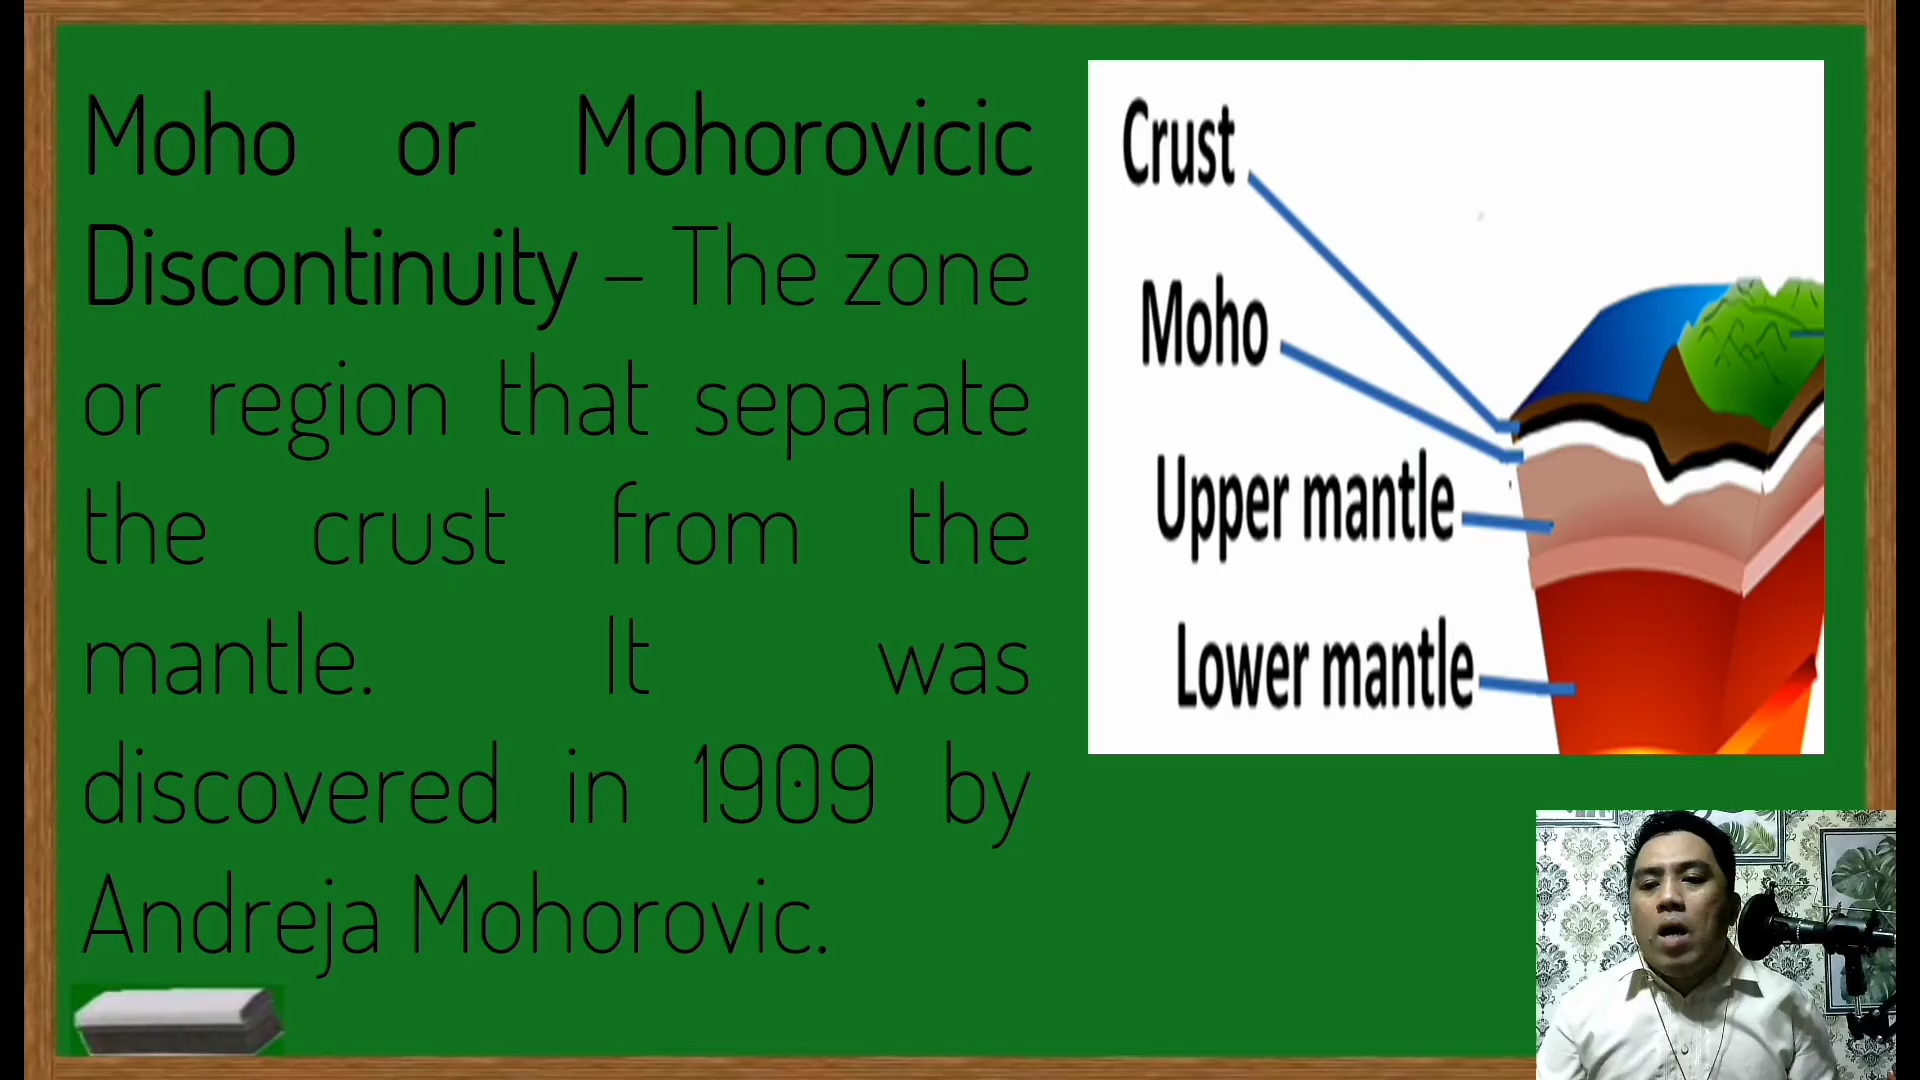 Moho or Mohorovicic
Discontinuity – The zone
or region that separate
the crust from the
mantle. It was
discovered in 1909 by
Andreja Mohorovic.
Crust
Moho
Upper mantle
Lower mantle